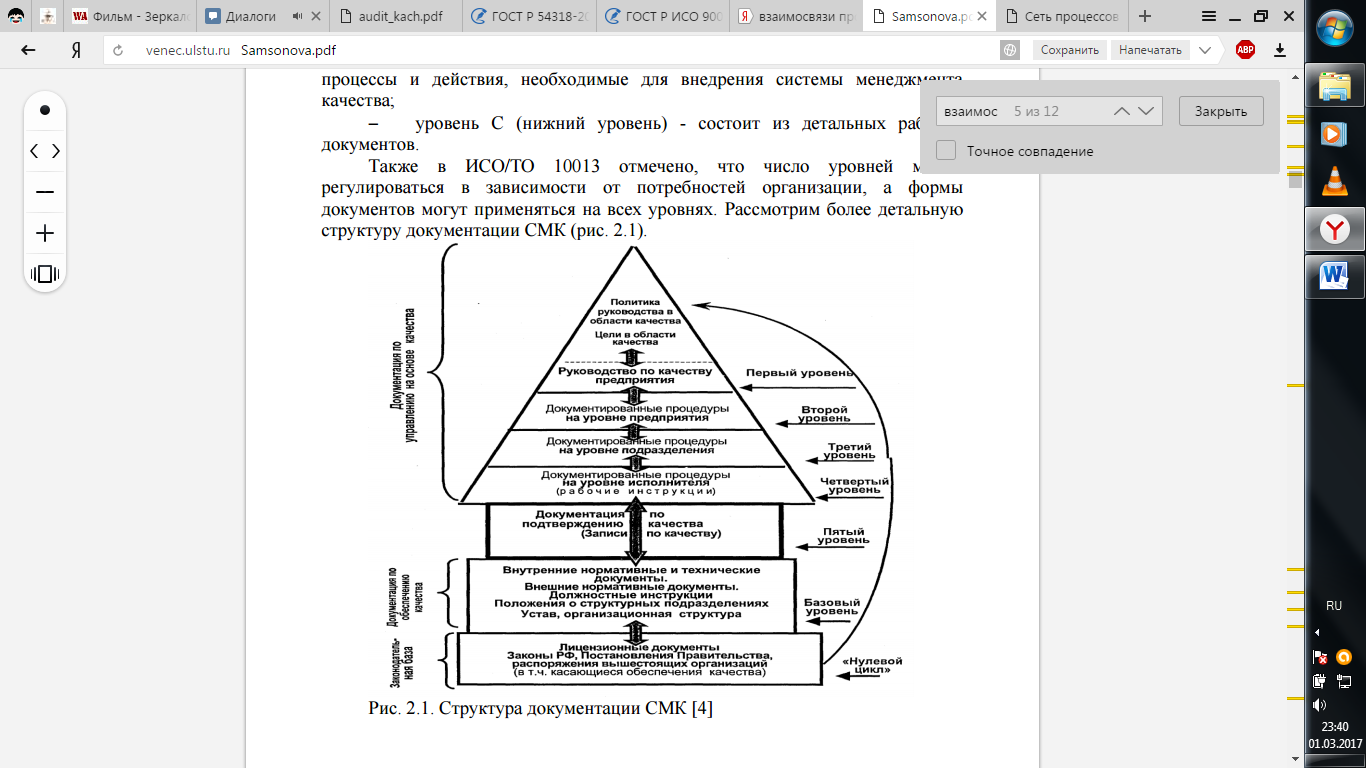 Фильм - Зеркало
Диалоги
audit_kach.pdf
ГОСТ Р 54318-20
ГОСТ Р ИСО 900
взаимосвязи пр
Samsonova.pd
Сеть процессов
venec.ulstu.ru Samsonova.pdf
Сохранить
Напечатать
ABP
взаимос 5 из 12
Закрыть
Точное совпадение
процессы и действия, необходимые для внедрения системы менеджмента
качества;
– уровень С (нижний уровень) - состоит из детальных раб
документов.
Также в ИСО/ТО 10013 отмечено, что число уровней м
регулироваться в зависимости от потребностей организации, а формы
документов могут применяться на всех уровнях. Рассмотрим более детальную
структуру документации СМК (рис. 2.1).
Документация по
управлению на основе качества
Политика
руководства в
области качества
Цели в области
качества
Руководство по качеству
предприятия
Первый уровень
Документированные процедуры
на уровне предприятия
Второй
уровень
Документированные процедуры
на уровне подразделения
Третий
уровень
Документированные процедуры
на уровне исполнителя
(рабочие инструкции)
Четвертый
уровень
Документация по
подтверждению качества
(Записи по качеству)
Пятый
уровень
Документация по
обеспечению
качества
Внутренние нормативные и технические
документы.
Внешние нормативные документы.
Должностные инструкции
Положения о структурных подразделениях
Устав, организационная структура
Базовый
уровень
Законодатель-
ная база
Лицензионные документы
Законы РФ, Постановления Правительства,
распоряжения вышестоящих организаций
(в т.ч. касающиеся обеспечения качества)
«Нулевой
цикл»
Рис. 2.1. Структура документации СМК [4]
RU
23:40
01.03.2017